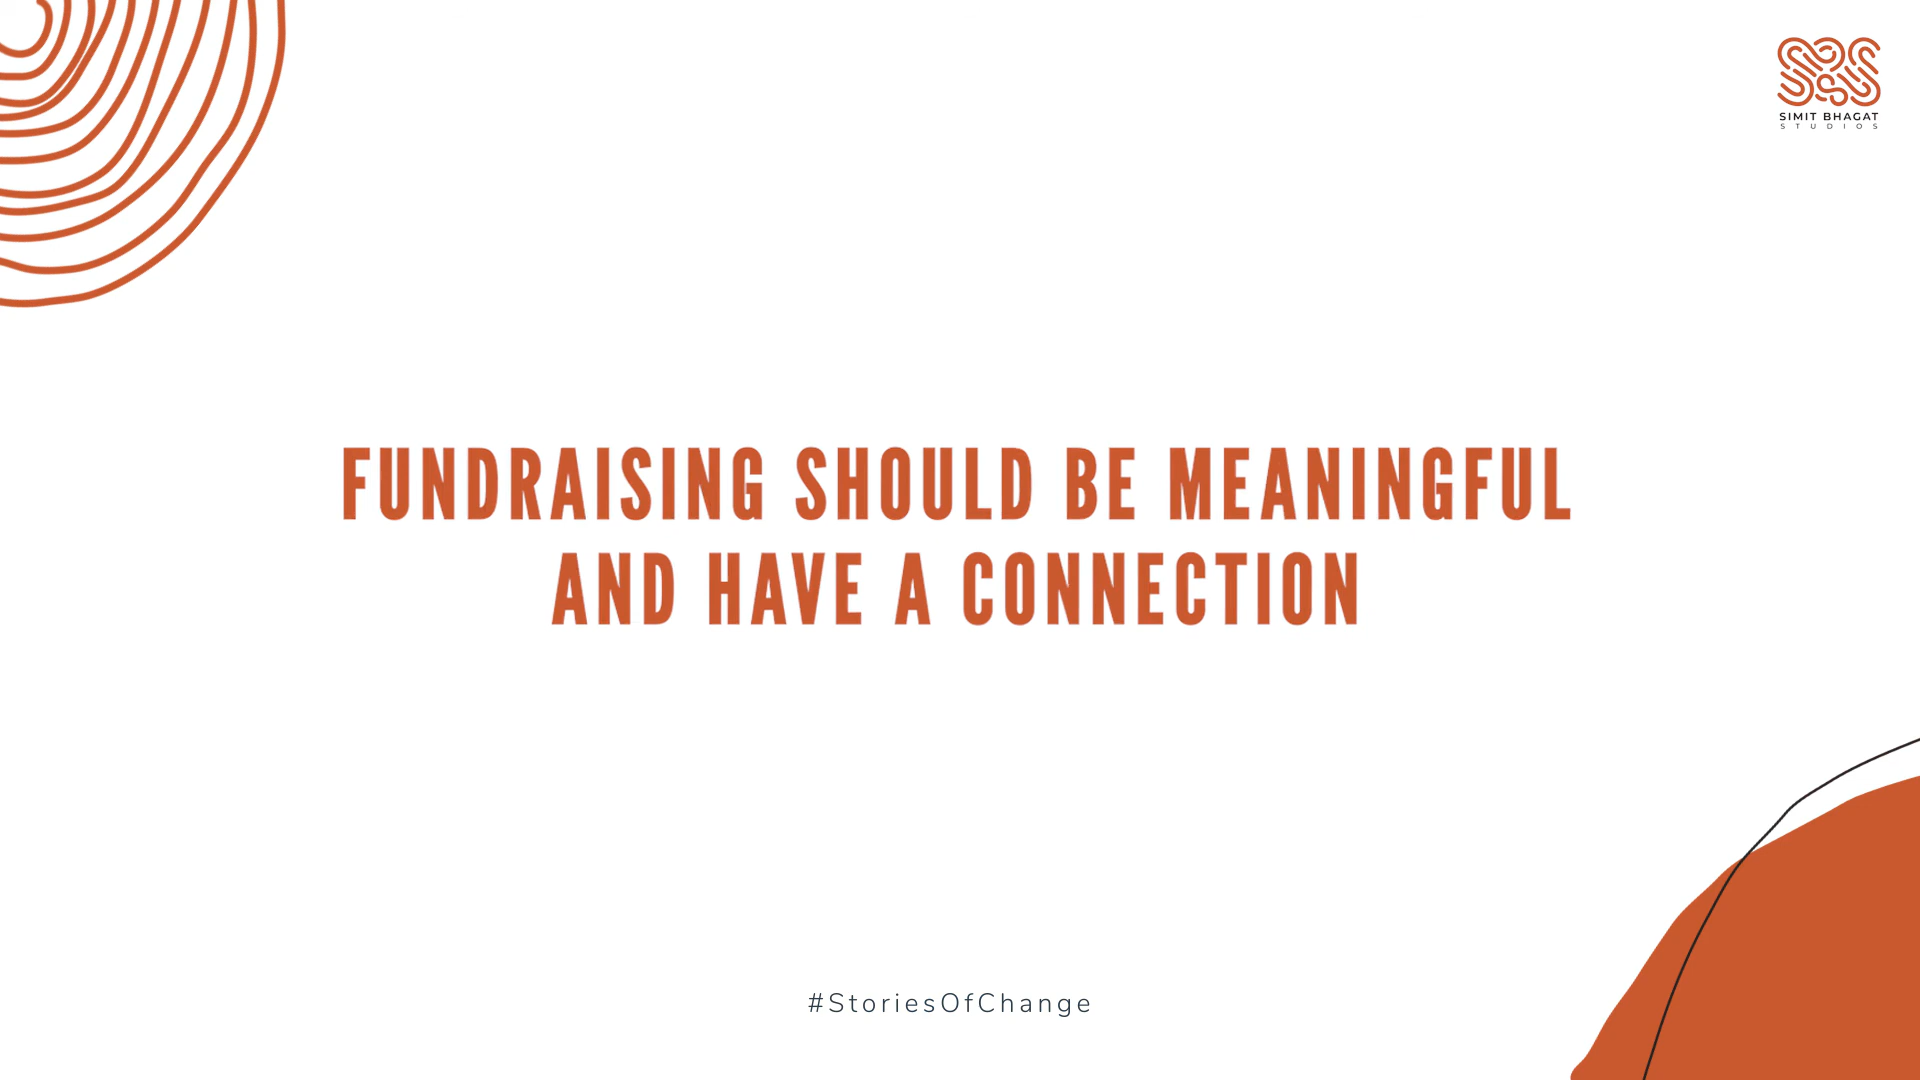 SIMIT BHAGAT
STUDIOS
FUNDRAISING SHOULD BE MEANINGFUL
AND HAVE A CONNECTION
#StoriesOfChange